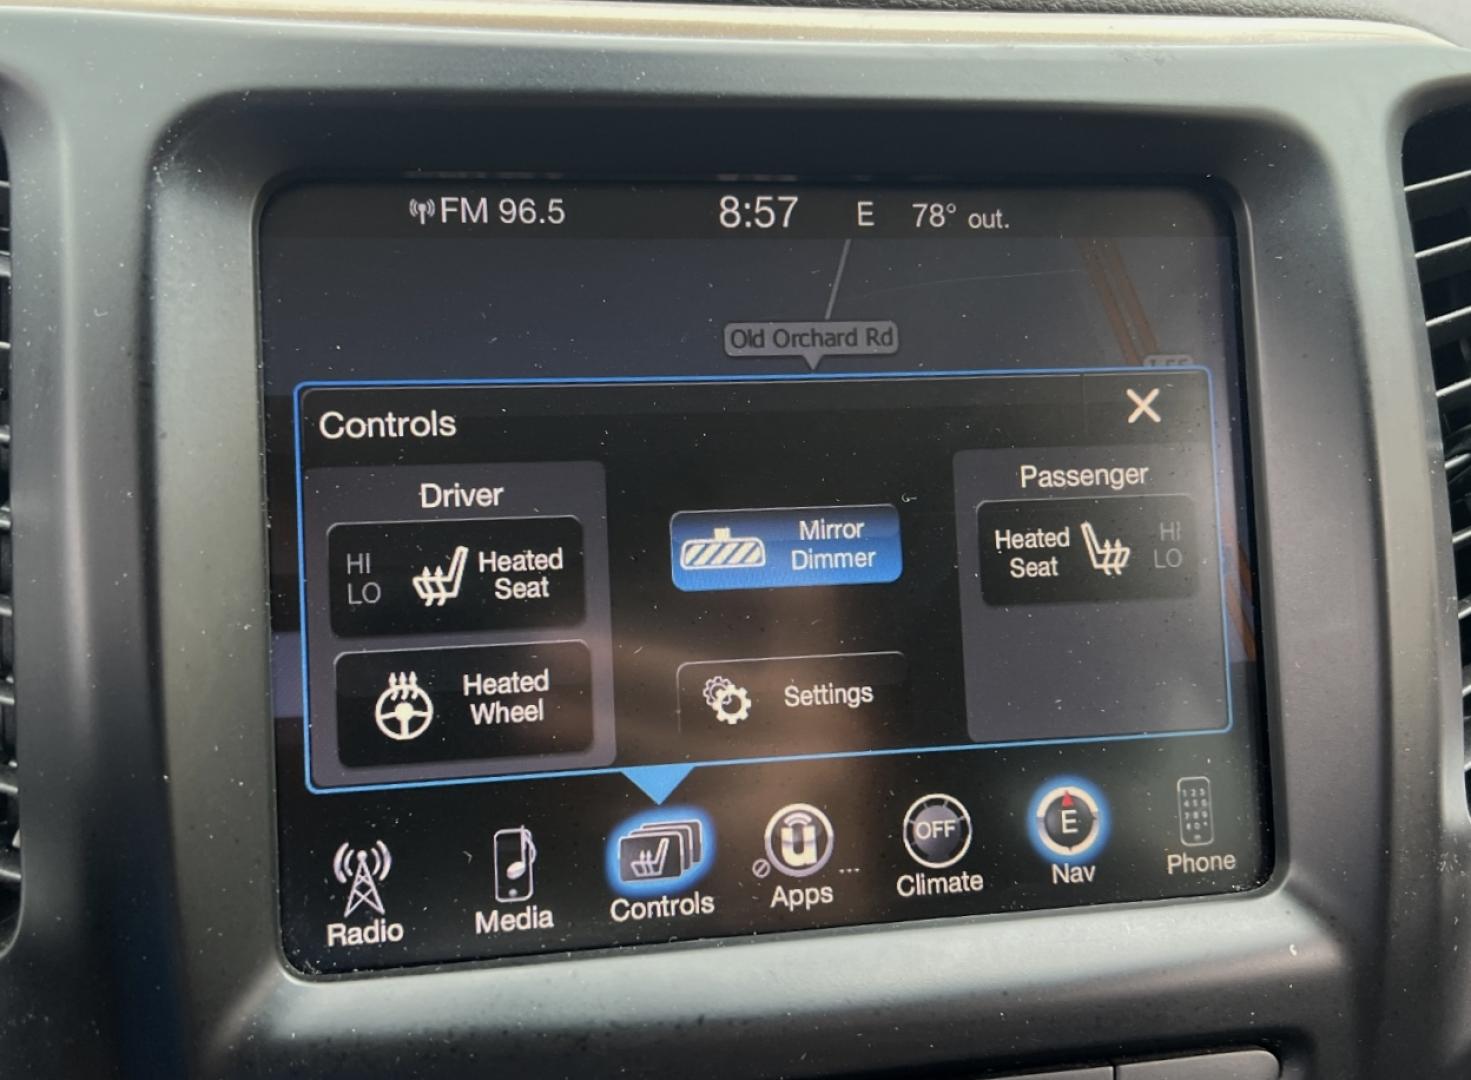 FM 96.5 8:57 E 78° out.
Old Orchard Rd
Controls
Driver
HI
LO
Heated
Seat
Heated
Wheel
Mirror
Dimmer
Settings
Passenger
Heated
Seat
HI
LO
Radio
Media
Controls
Apps
OFF
Climate
E
Nav
Phone